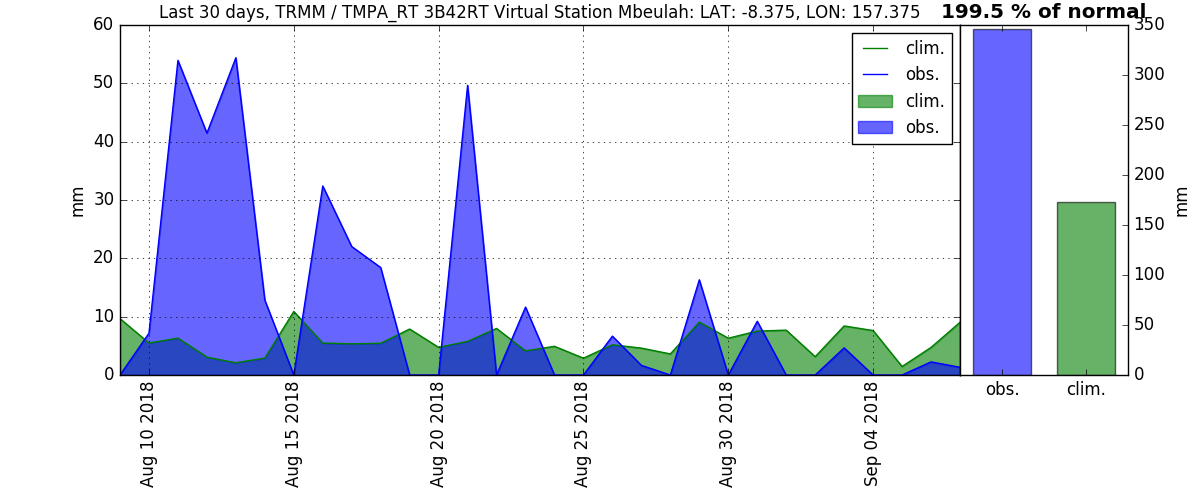 Last 30 days, TRMM / TMPA_RT 3B42RT Virtual Station Mbeulah: LAT: -8.375, LON: 157.375
199.5 % of normal
60
50
40
30
20
10
0
mm
clim.
obs.
clim.
obs.
Aug 10 2018
Aug 15 2018
Aug 20 2018
Aug 25 2018
Aug 30 2018
Sep 04 2018
350
300
250
200
150
100
50
0
mm
obs.
clim.